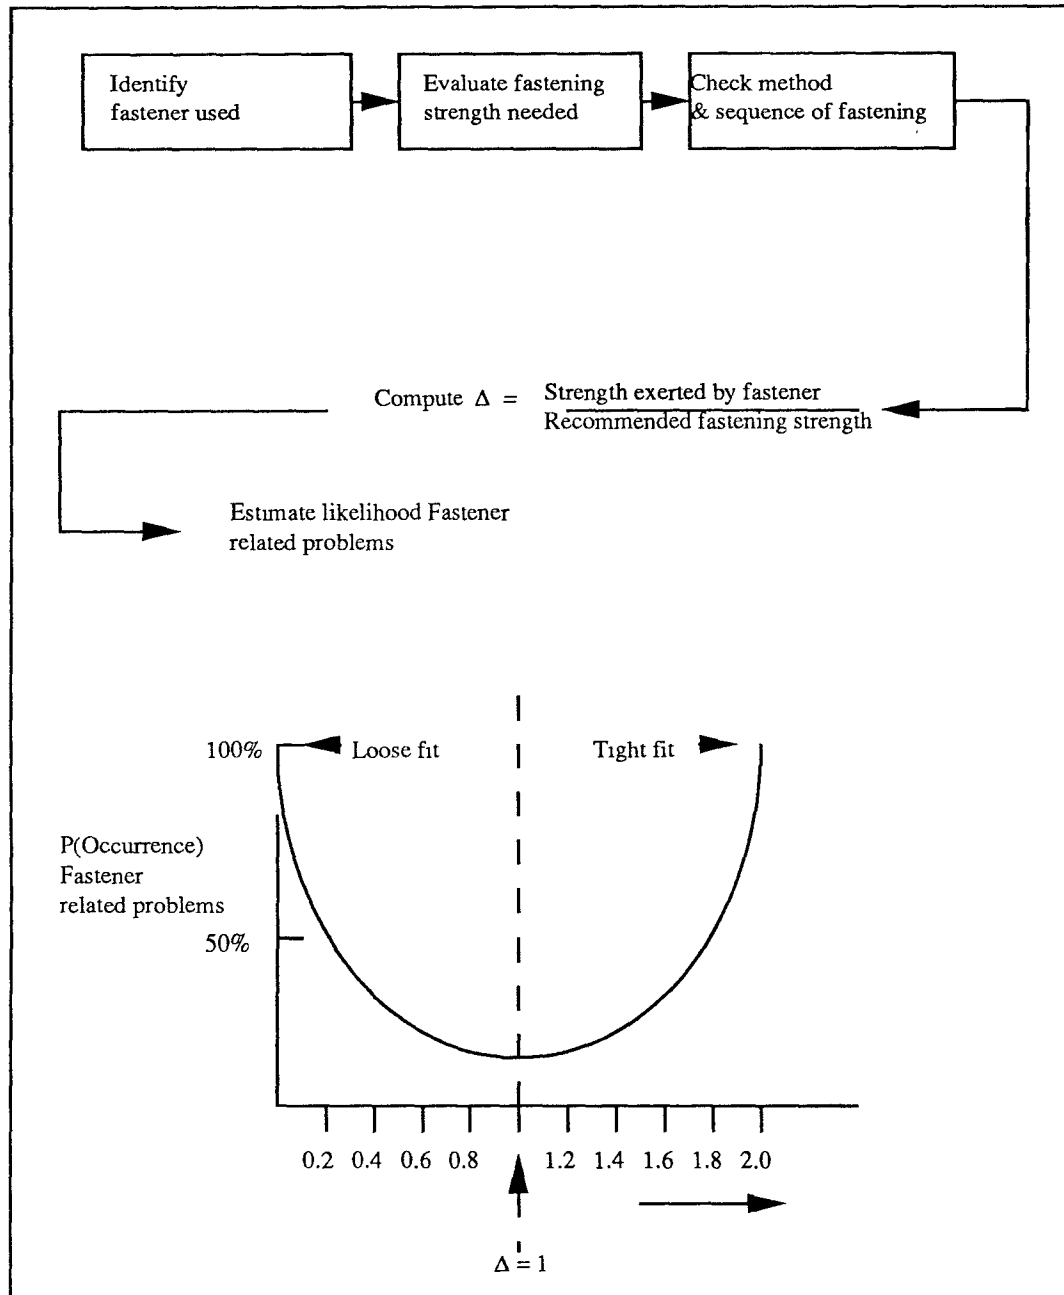 Identify
fastener used
Evaluate fastening
strength needed
Check method
& sequence of fastening
Compute Δ = Strength exerted by fastener
Recommended fastening strength
Estimate likelihood Fastener
related problems
100%
Loose fit
Tight fit
P(Occurrence)
Fastener
related problems
50%
0.2 0.4 0.6 0.8 1.2 1.4 1.6 1.8 2.0
Δ = 1